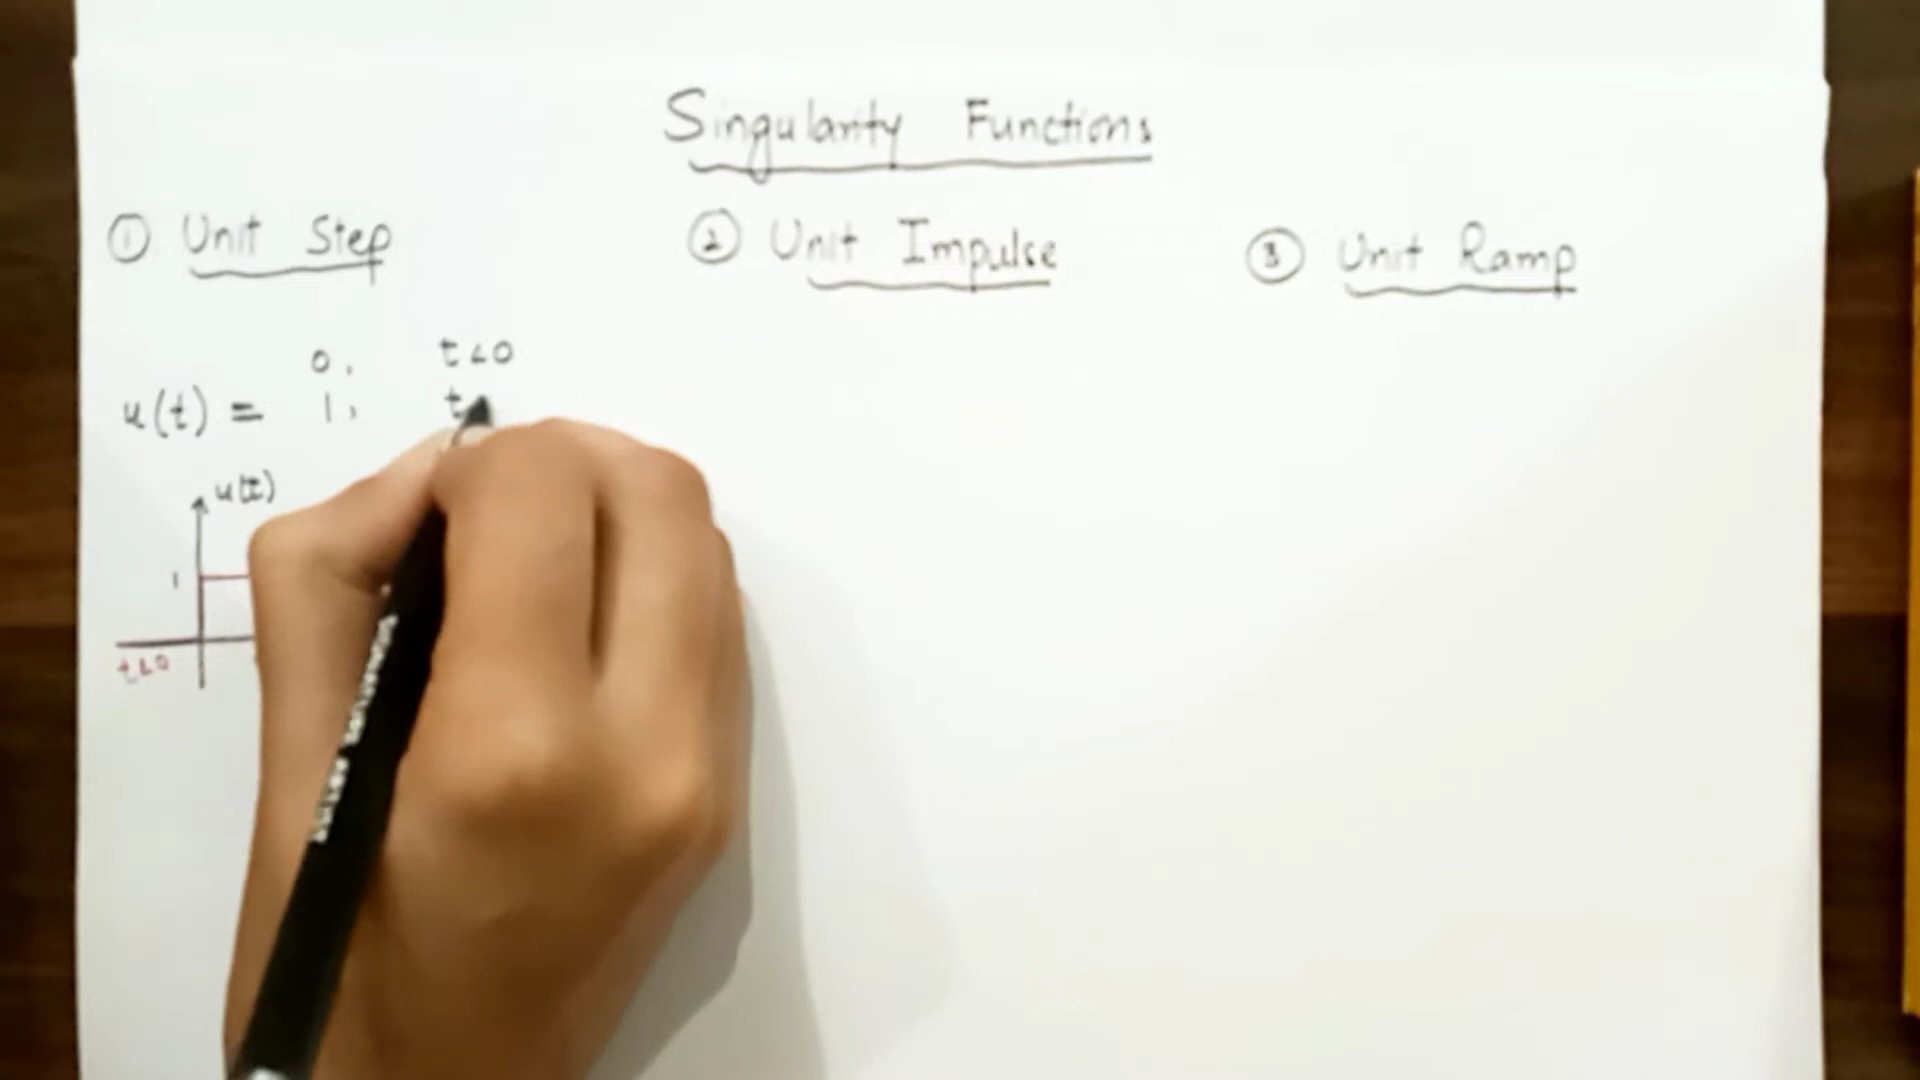 Singularity Functions
① Unit Step
② Unit Impulse
③ Unit Ramp
0, t<0
u(t) = 1, t
u(t)
1
t<0